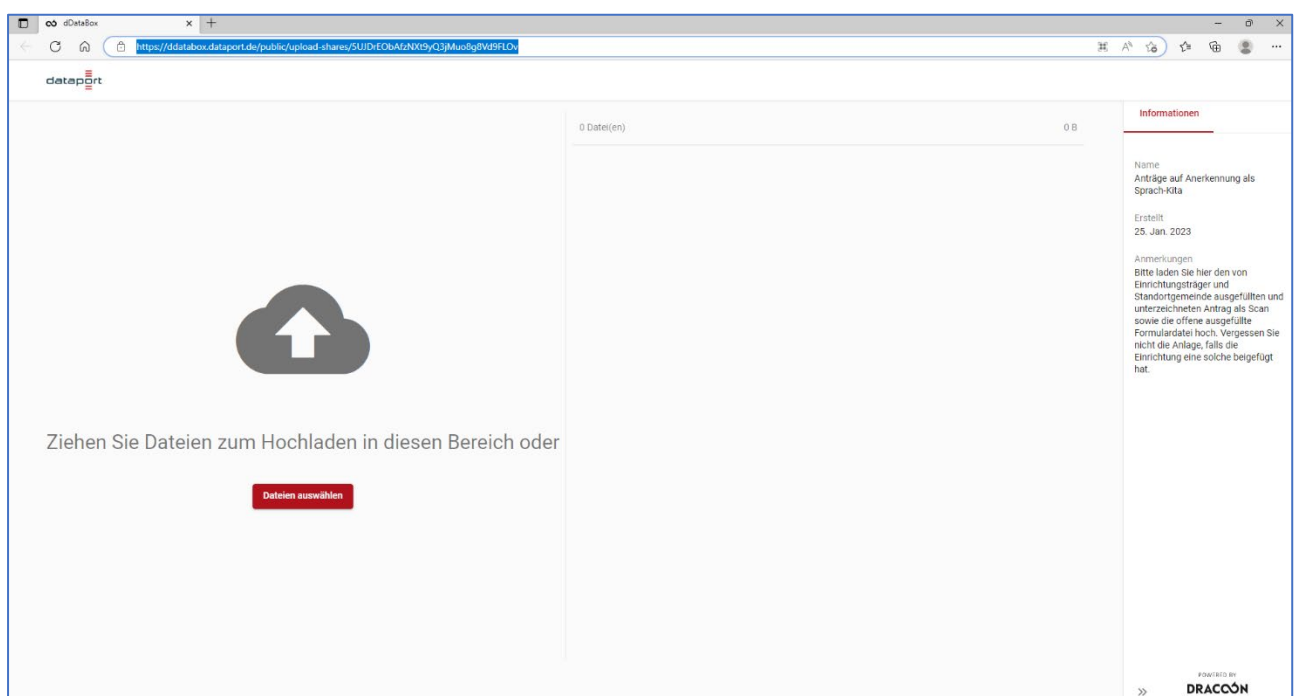 dDataBox
https://ddatabox.dataport.de/public/upload-shares/5UJDrEObAfzNXt9yQ3jMuo8g8Vd9FLOv
dataport
0 Datei(en) 0 B
Informationen
Name
Anträge auf Anerkennung als
Sprach-Kita
Erstellt
25. Jan. 2023
Anmerkungen
Bitte laden Sie hier den von
Einrichtungsträger und
Standortgemeinde ausgefüllten und
unterzeichneten Antrag als Scan
sowie die offene ausgefüllte
Formulardatei hoch. Vergessen Sie
nicht die Anlage, falls die
Einrichtung eine solche beigefügt
hat.
Ziehen Sie Dateien zum Hochladen in diesen Bereich oder
Dateien auswählen
POWERED BY
DRACOON